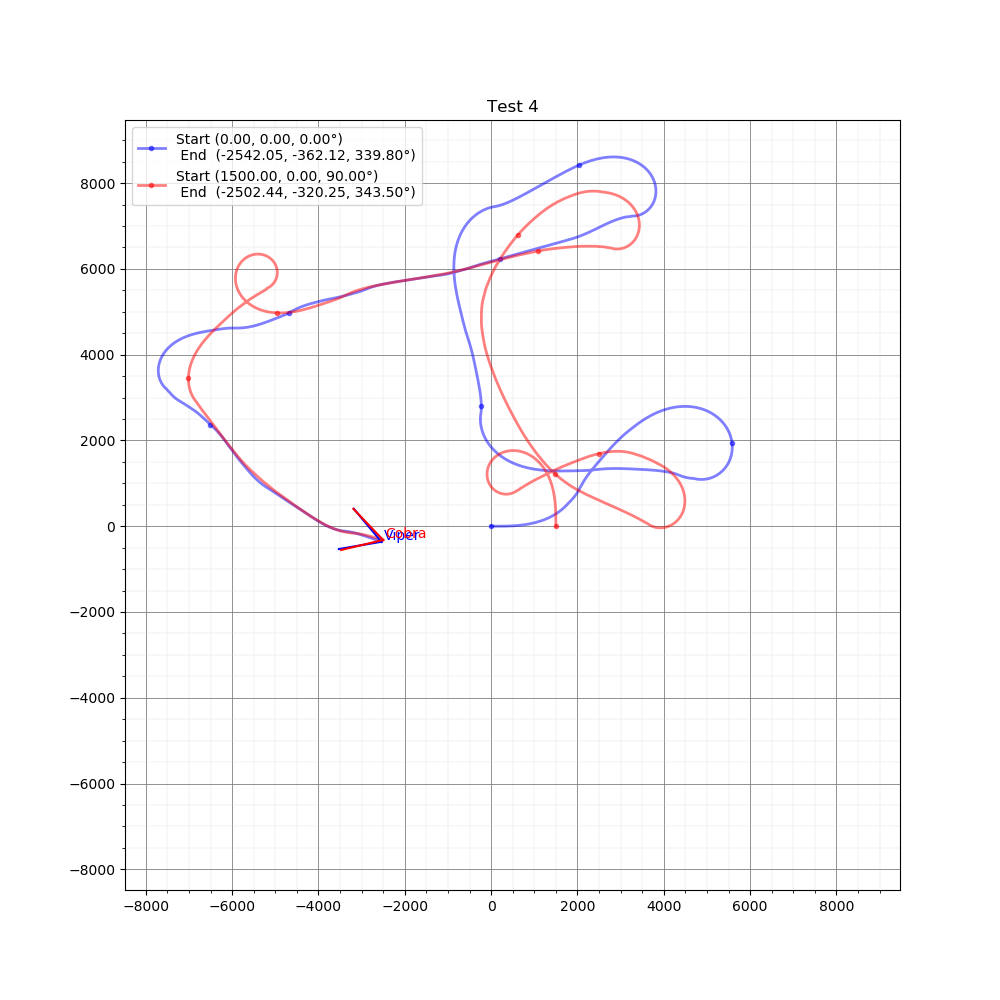 Test 4
Start (0.00, 0.00, 0.00°)
End (-2542.05, -362.12, 339.80°)
Start (1500.00, 0.00, 90.00°)
End (-2502.44, -320.25, 343.50°)
8000
6000
4000
2000
0
Cobra
Viper
−2000
−4000
−6000
−8000
−8000 −6000 −4000 −2000 0 2000 4000 6000 8000